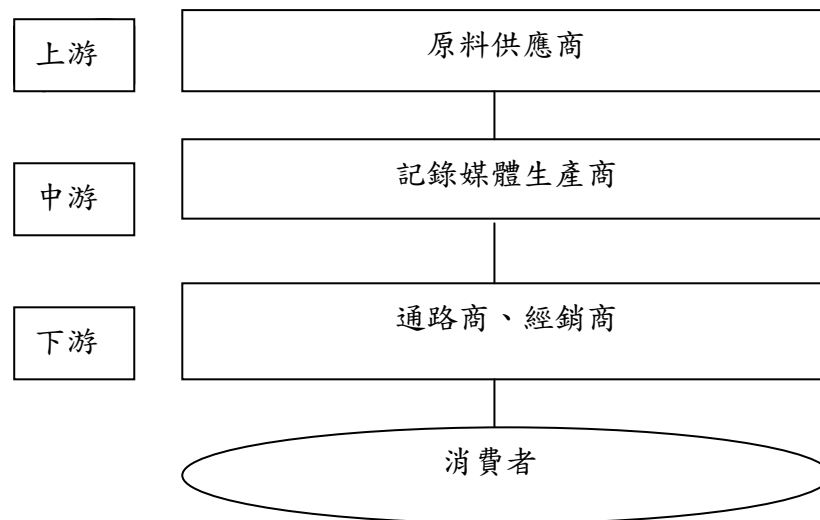 上游
原料供應商
中游
記錄媒體生產商
下游
通路商、經銷商
消費者